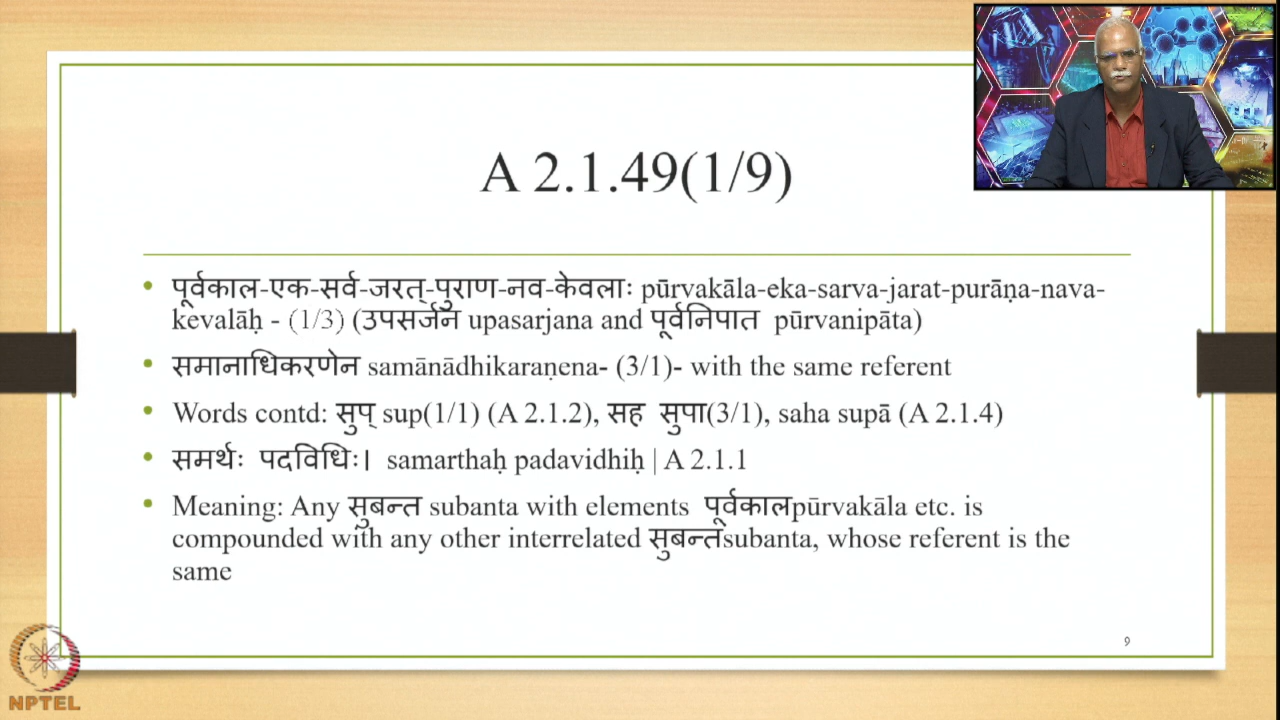 A 2.1.49(1/9)
पूर्वकाल-एक-सर्व-जरत्-पुराण-नव-केवलाः pūrvakāla-eka-sarva-jarat-purāṇa-nava-
kevalāḥ - (1/3) (उपसर्जन upasarjana and पूर्वनिपात pūrvanipāta)
समानाधिकरणेन samānādhikaraṇena- (3/1)- with the same referent
Words contd: सुप् sup(1/1) (A 2.1.2), सह सुपा(3/1), saha supā (A 2.1.4)
समर्थः पदविधिः। samarthaḥ padavidhiḥ | A 2.1.1
Meaning: Any सुबन्त subanta with elements पूर्वकालpūrvakāla etc. is
compounded with any other interrelated सुबन्तsubanta, whose referent is the
same
9
NPTEL